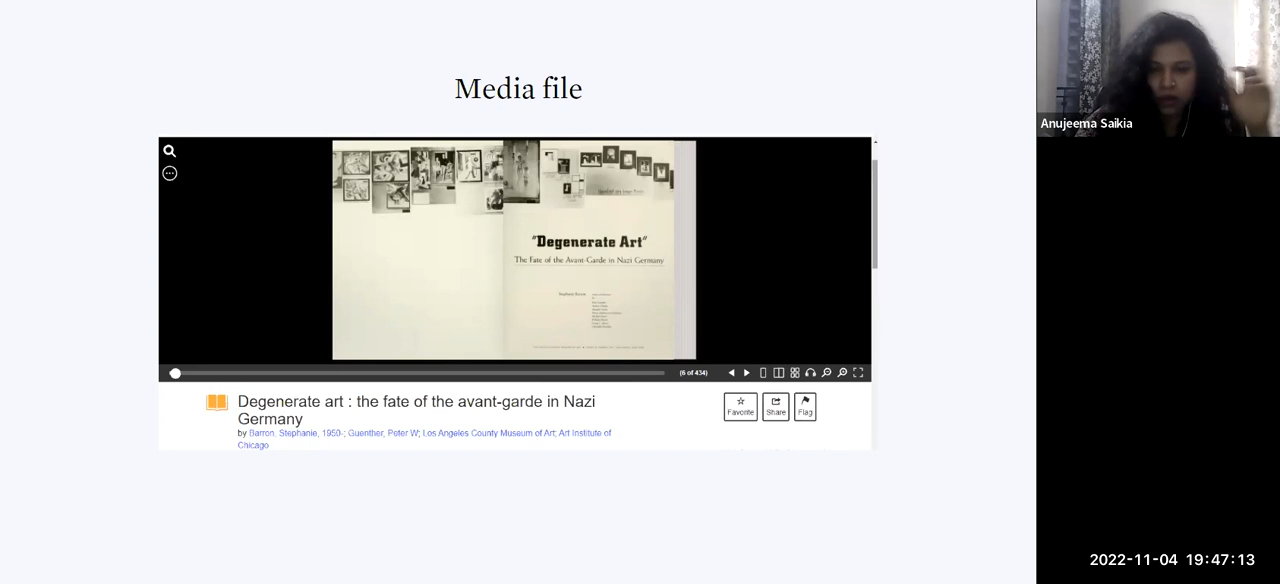 Media file
Anujeema Saikia
"Degenerate Art"
The Fate of the Avant-Garde in Nazi Germany
Stephanie Barron
(6 of 434)
Degenerate art : the fate of the avant-garde in Nazi
Germany
by Barron, Stephanie, 1950-; Guenther, Peter W; Los Angeles County Museum of Art; Art Institute of
Chicago
Favorite
Share
Flag
2022-11-04 19:47:13